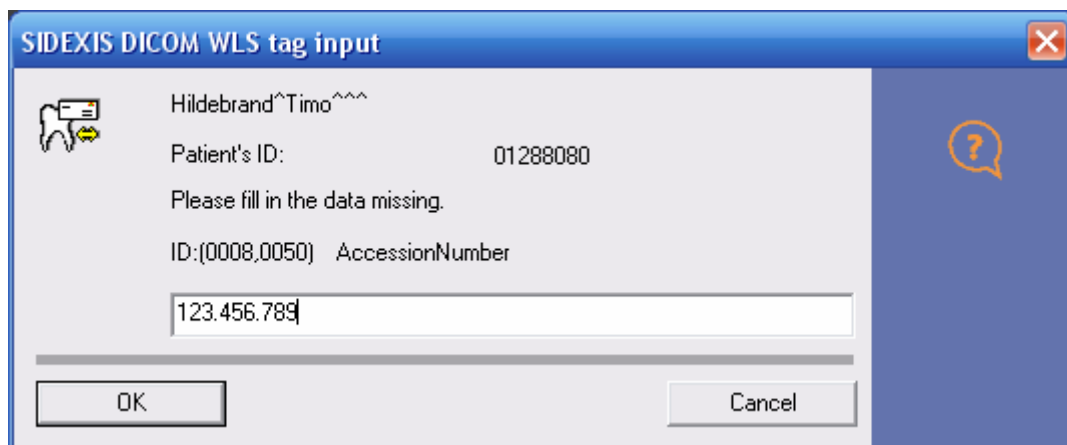 SIDEXIS DICOM WLS tag input
Hildebrand^Timo^^^
Patient's ID: 01288080
Please fill in the data missing.
ID:(0008,0050) AccessionNumber
123.456.789
OK Cancel